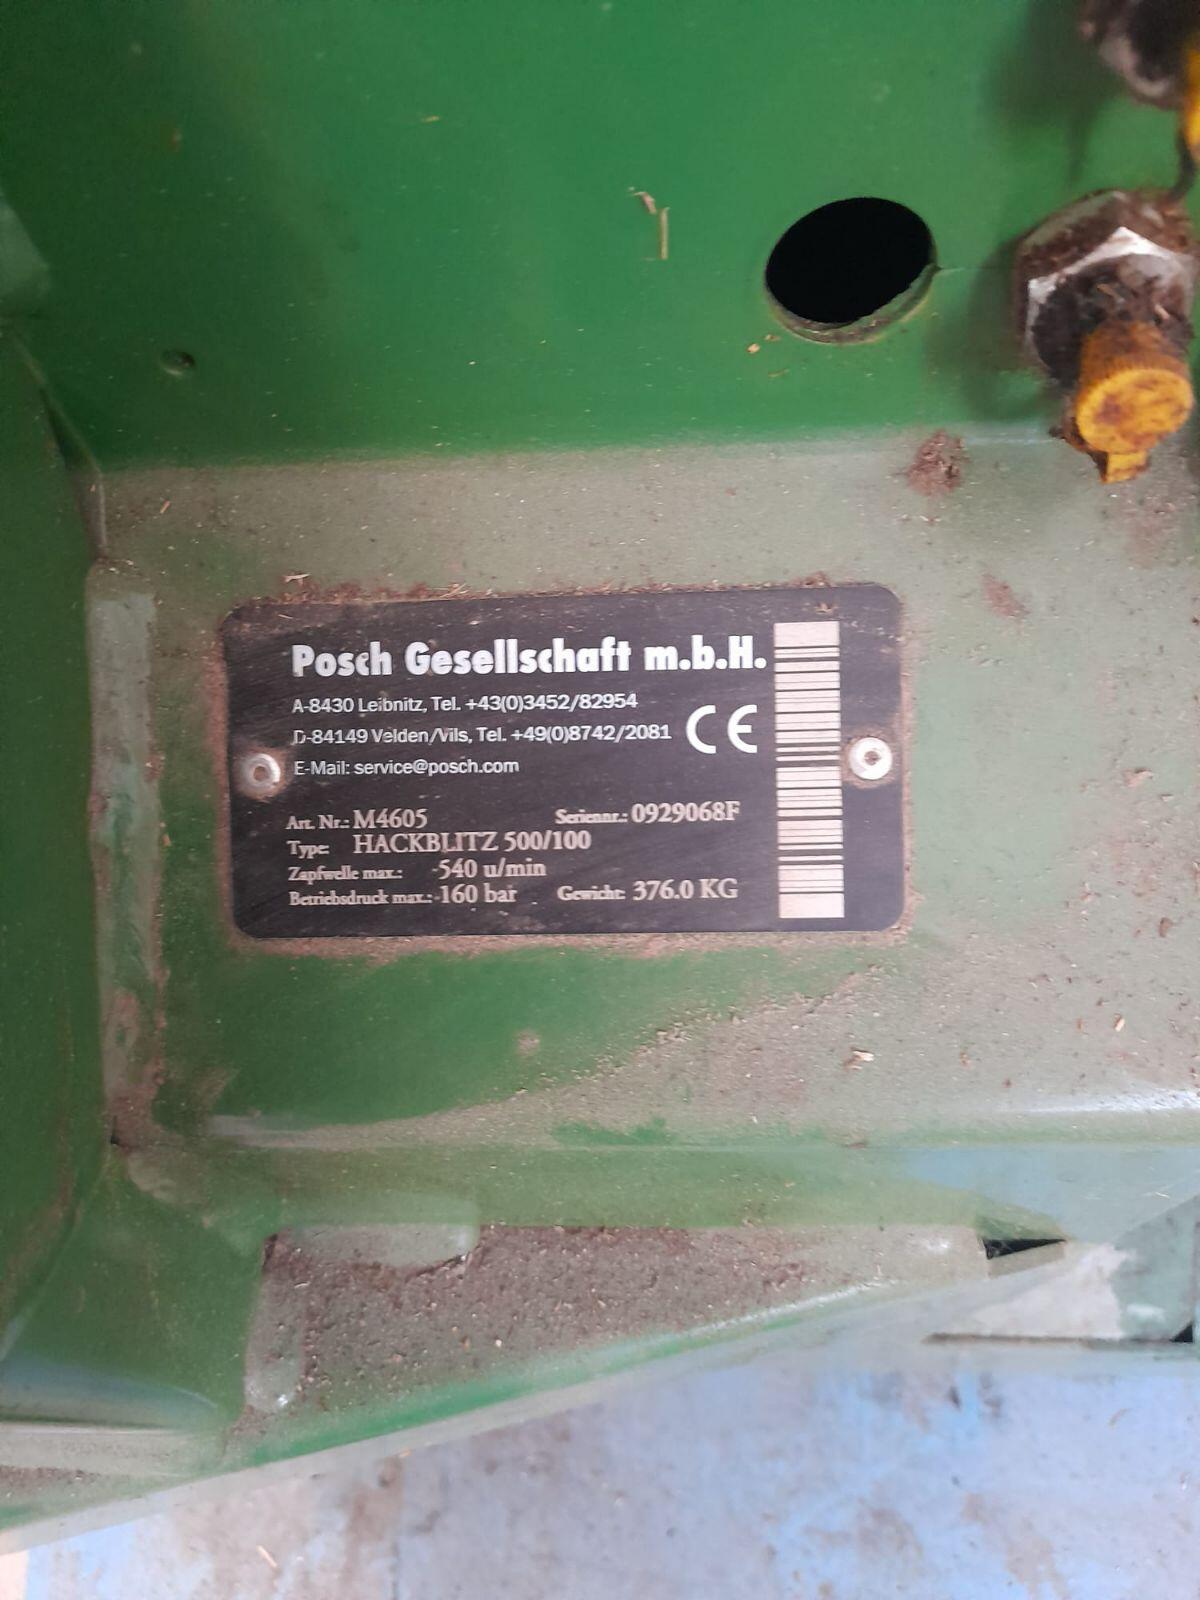 Posch Gesellschaft m.b.H.
A-8430 Leibnitz, Tel. +43(0)3452/82954
D-84149 Velden/Vils, Tel. +49(0)8742/2081
CE
E-Mail: service@posch.com
Art. Nr.: M4605 Seriennr.: 0929068F
Type: HACKBLITZ 500/100
Zapfwelle max.: -540 u/min
Betriebsdruck max.: -160 bar Gewicht: 376.0 KG